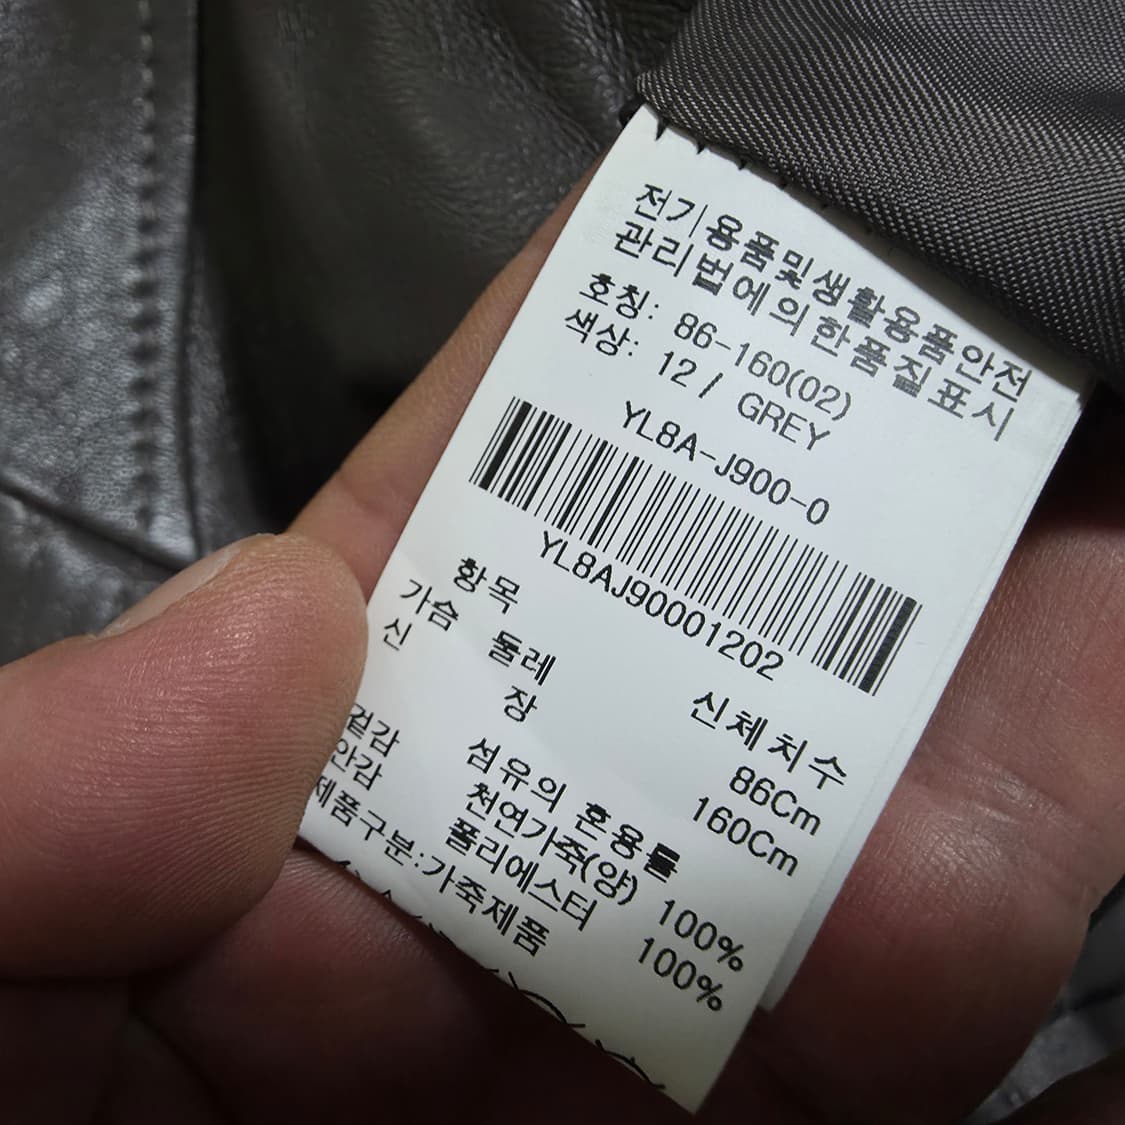 전기용품및생활용품안전
관리법에의한품질표시
호칭: 86-160(02)
색상: 12 / GREY
YL8A-J900-0
YL8AJ90001202
항목 신체치수
가슴 둘레 86Cm
신 장 160Cm
섬유의 혼용률
겉감 천연가죽(양) 100%
안감 폴리에스터 100%
제품구분:가죽제품